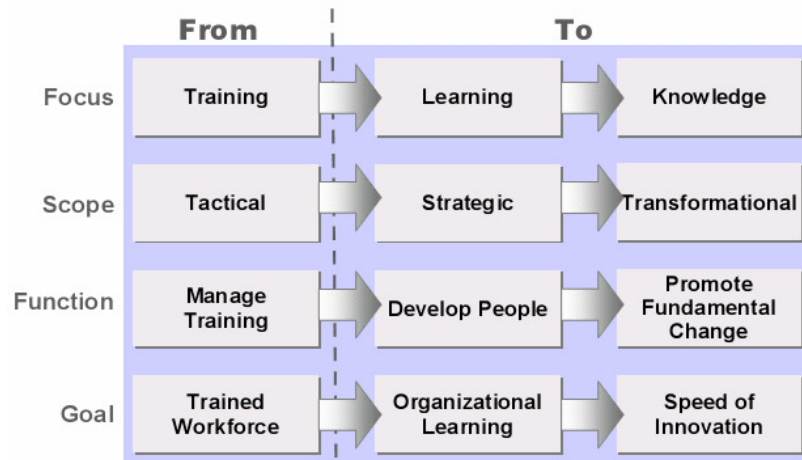 From To
Focus Training Learning Knowledge
Scope Tactical Strategic Transformational
Function Manage Training Develop People Promote Fundamental Change
Goal Trained Workforce Organizational Learning Speed of Innovation